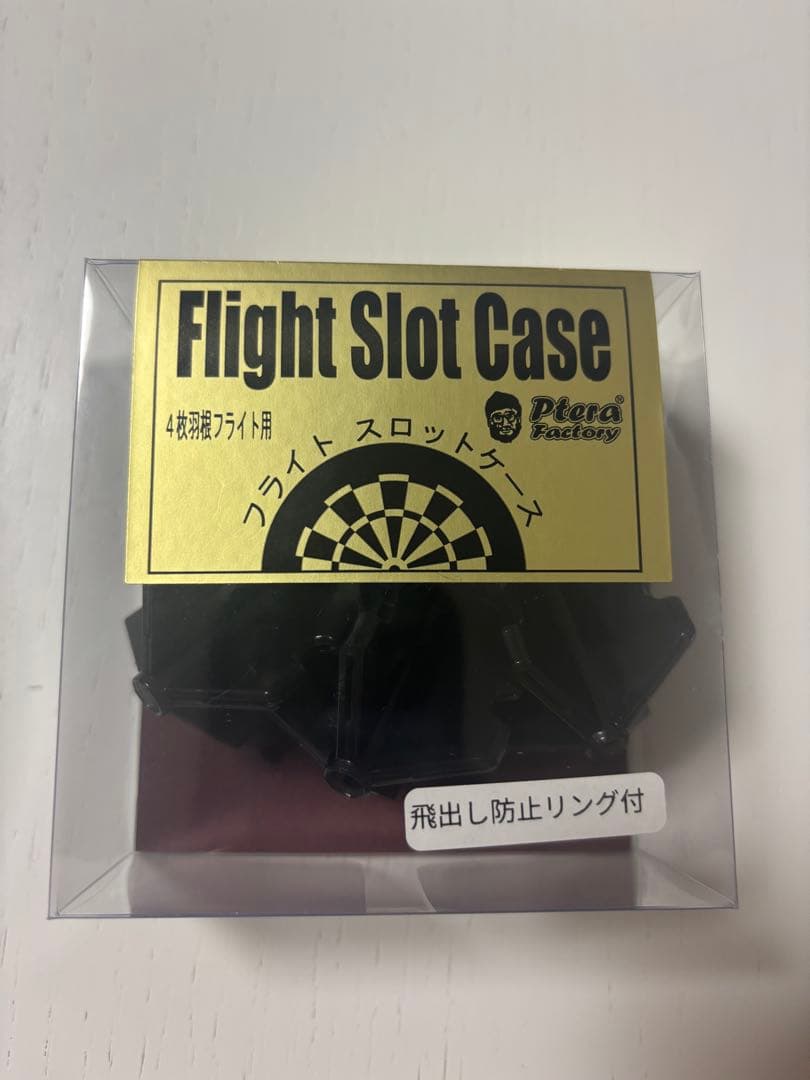 Flight Slot Case
Ptera®
Factory
4枚羽根フライト用
フライト スロットケース
飛出し防止リング付